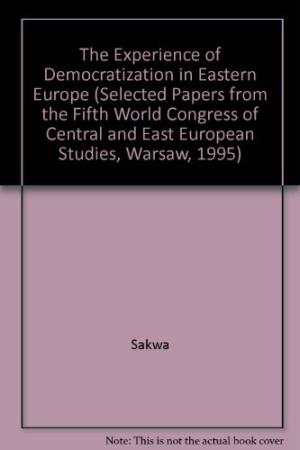 The Experience of
Democratization in Eastern
Europe (Selected Papers from
the Fifth World Congress of
Central and East European
Studies, Warsaw, 1995)
Sakwa
Note: This is not the actual book cover